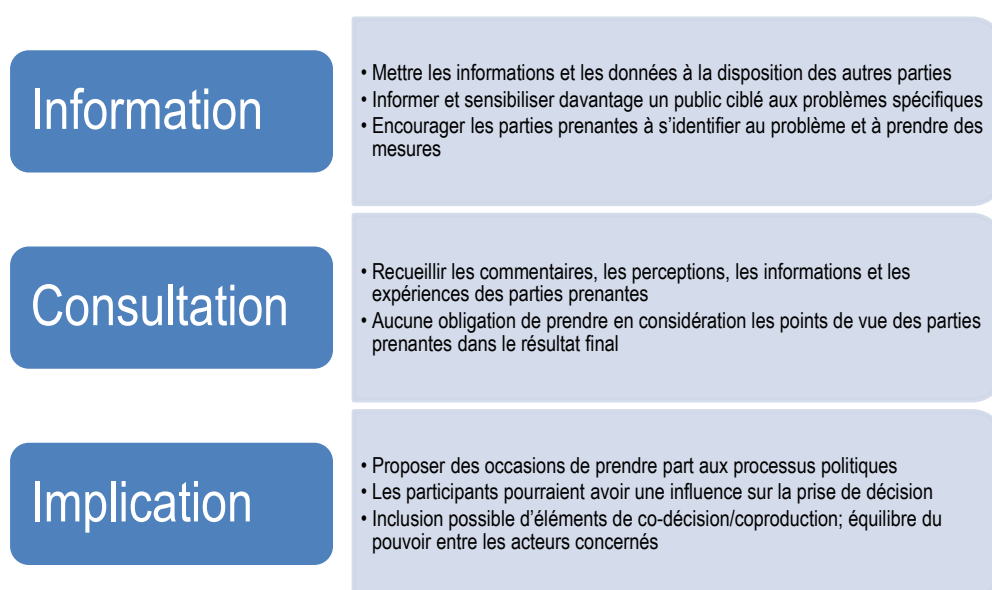 Information
• Mettre les informations et les données à la disposition des autres parties
• Informer et sensibiliser davantage un public ciblé aux problèmes spécifiques
• Encourager les parties prenantes à s’identifier au problème et à prendre des
mesures
Consultation
• Recueillir les commentaires, les perceptions, les informations et les
expériences des parties prenantes
• Aucune obligation de prendre en considération les points de vue des parties
prenantes dans le résultat final
Implication
• Proposer des occasions de prendre part aux processus politiques
• Les participants pourraient avoir une influence sur la prise de décision
• Inclusion possible d’éléments de co-décision/coproduction; équilibre du
pouvoir entre les acteurs concernés